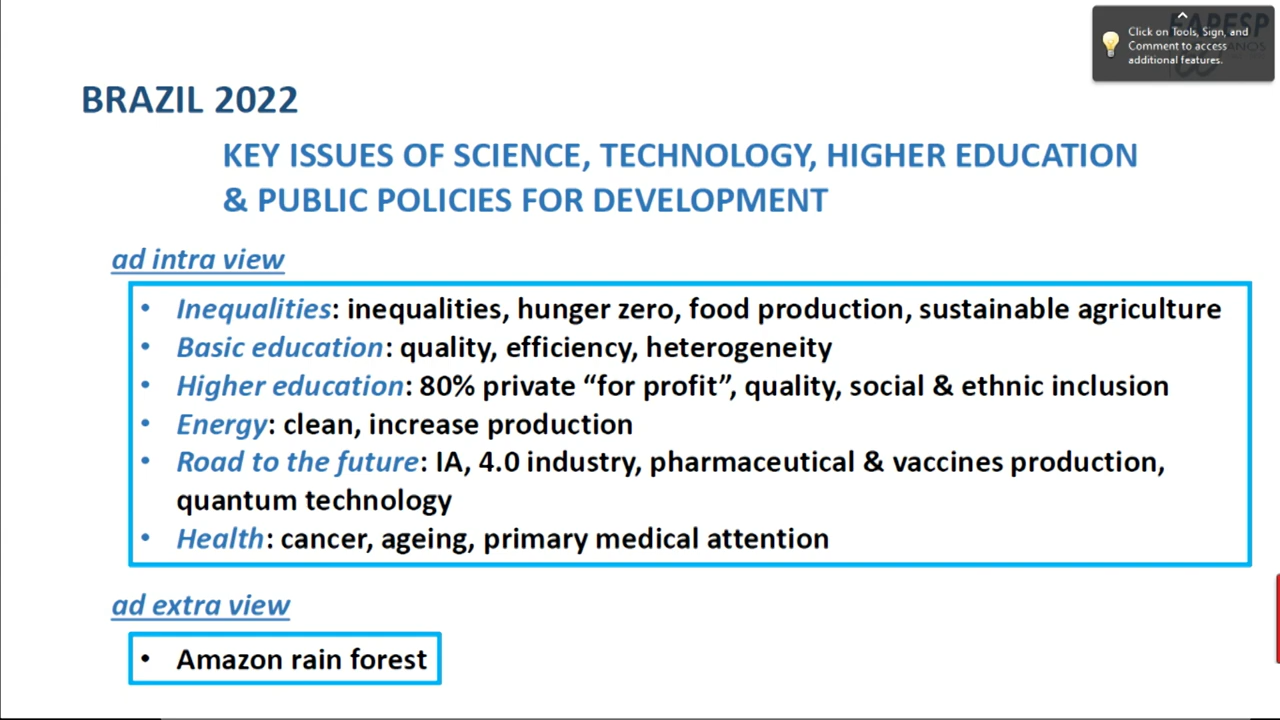 Click on Tools, Sign, and
Comment to access
additional features.
BRAZIL 2022
KEY ISSUES OF SCIENCE, TECHNOLOGY, HIGHER EDUCATION
& PUBLIC POLICIES FOR DEVELOPMENT
ad intra view
• Inequalities: inequalities, hunger zero, food production, sustainable agriculture
• Basic education: quality, efficiency, heterogeneity
• Higher education: 80% private “for profit”, quality, social & ethnic inclusion
• Energy: clean, increase production
• Road to the future: IA, 4.0 industry, pharmaceutical & vaccines production,
quantum technology
• Health: cancer, ageing, primary medical attention
ad extra view
• Amazon rain forest